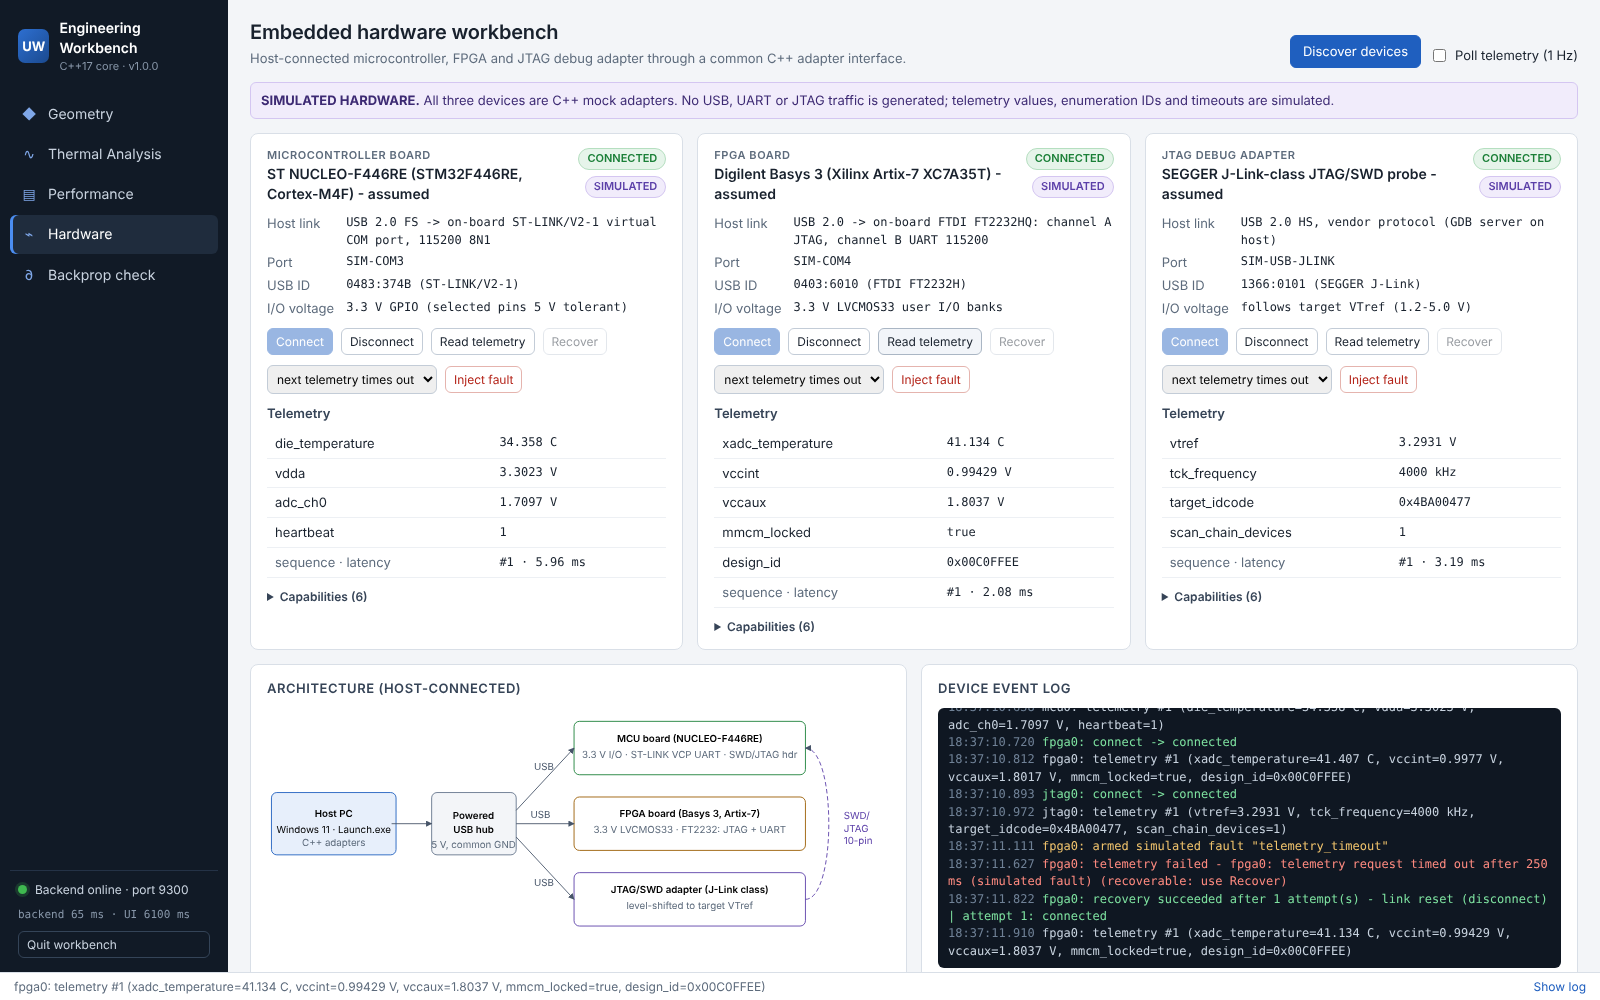 UW
Engineering
Workbench
C++17 core · v1.0.0
Geometry
Thermal Analysis
Performance
Hardware
Backprop check
Backend online · port 9300
backend 65 ms · UI 6100 ms
Quit workbench
Embedded hardware workbench
Host-connected microcontroller, FPGA and JTAG debug adapter through a common C++ adapter interface.
Discover devices
Poll telemetry (1 Hz)
SIMULATED HARDWARE. All three devices are C++ mock adapters. No USB, UART or JTAG traffic is generated; telemetry values, enumeration IDs and timeouts are simulated.
MICROCONTROLLER BOARD
CONNECTED
ST NUCLEO-F446RE (STM32F446RE,
Cortex-M4F) - assumed
SIMULATED
Host link USB 2.0 FS -> on-board ST-LINK/V2-1 virtual
COM port, 115200 8N1
Port SIM-COM3
USB ID 0483:374B (ST-LINK/V2-1)
I/O voltage 3.3 V GPIO (selected pins 5 V tolerant)
Connect Disconnect Read telemetry Recover
next telemetry times out Inject fault
Telemetry
die_temperature 34.358 C
vdda 3.3023 V
adc_ch0 1.7097 V
heartbeat 1
sequence · latency #1 · 5.96 ms
Capabilities (6)
FPGA BOARD
CONNECTED
Digilent Basys 3 (Xilinx Artix-7 XC7A35T) -
assumed
SIMULATED
Host link USB 2.0 -> on-board FTDI FT2232HQ: channel A
JTAG, channel B UART 115200
Port SIM-COM4
USB ID 0403:6010 (FTDI FT2232H)
I/O voltage 3.3 V LVCMOS33 user I/O banks
Connect Disconnect Read telemetry Recover
next telemetry times out Inject fault
Telemetry
xadc_temperature 41.134 C
vccint 0.99429 V
vccaux 1.8037 V
mmcm_locked true
design_id 0x00C0FFEE
sequence · latency #1 · 2.08 ms
Capabilities (6)
JTAG DEBUG ADAPTER
CONNECTED
SEGGER J-Link-class JTAG/SWD probe -
assumed
SIMULATED
Host link USB 2.0 HS, vendor protocol (GDB server on
host)
Port SIM-USB-JLINK
USB ID 1366:0101 (SEGGER J-Link)
I/O voltage follows target VTref (1.2-5.0 V)
Connect Disconnect Read telemetry Recover
next telemetry times out Inject fault
Telemetry
vtref 3.2931 V
tck_frequency 4000 kHz
target_idcode 0x4BA00477
scan_chain_devices 1
sequence · latency #1 · 3.19 ms
Capabilities (6)
ARCHITECTURE (HOST-CONNECTED)
Host PC
Windows 11 · Launch.exe
C++ adapters
Powered
USB hub
5 V, common GND
USB
USB
USB
MCU board (NUCLEO-F446RE)
3.3 V I/O · ST-LINK VCP UART · SWD/JTAG hdr
FPGA board (Basys 3, Artix-7)
3.3 V LVCMOS33 · FT2232: JTAG + UART
JTAG/SWD adapter (J-Link class)
level-shifted to target VTref
SWD/
JTAG
10-pin
DEVICE EVENT LOG
adc_ch0=1.7097 V, heartbeat=1)
18:37:10.720 fpga0: connect -> connected
18:37:10.812 fpga0: telemetry #1 (xadc_temperature=41.407 C, vccint=0.9977 V,
vccaux=1.8017 V, mmcm_locked=true, design_id=0x00C0FFEE)
18:37:10.893 jtag0: connect -> connected
18:37:10.972 jtag0: telemetry #1 (vtref=3.2931 V, tck_frequency=4000 kHz,
target_idcode=0x4BA00477, scan_chain_devices=1)
18:37:11.111 fpga0: armed simulated fault "telemetry_timeout"
18:37:11.627 fpga0: telemetry failed - fpga0: telemetry request timed out after 250
ms (simulated fault) (recoverable: use Recover)
18:37:11.822 fpga0: recovery succeeded after 1 attempt(s) - link reset (disconnect)
| attempt 1: connected
18:37:11.910 fpga0: telemetry #1 (xadc_temperature=41.134 C, vccint=0.99429 V,
vccaux=1.8037 V, mmcm_locked=true, design_id=0x00C0FFEE)
fpga0: telemetry #1 (xadc_temperature=41.134 C, vccint=0.99429 V, vccaux=1.8037 V, mmcm_locked=true, design_id=0x00C0FFEE)
Show log